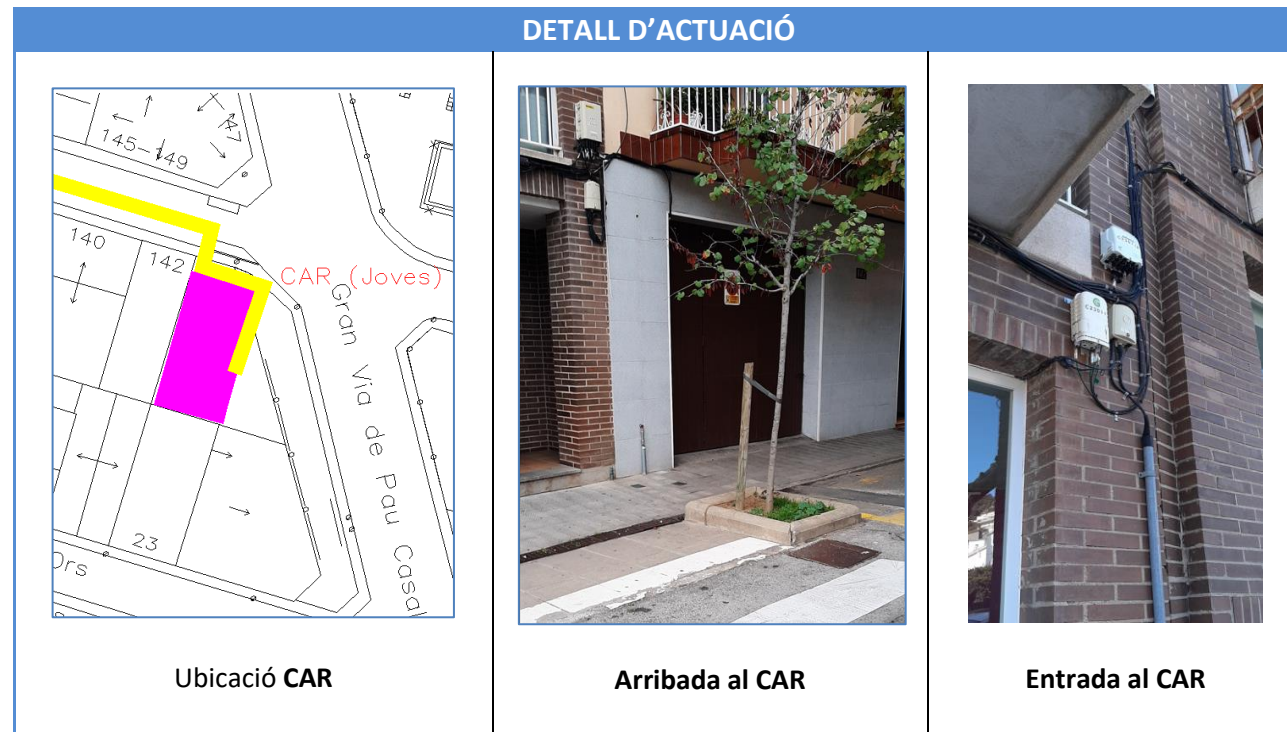 DETALL D’ACTUACIÓ
145-149
47
140
142
CAR (Joves)
Gran Via de Pau Casal
23
Ors
Ubicació CAR
Arribada al CAR
Entrada al CAR